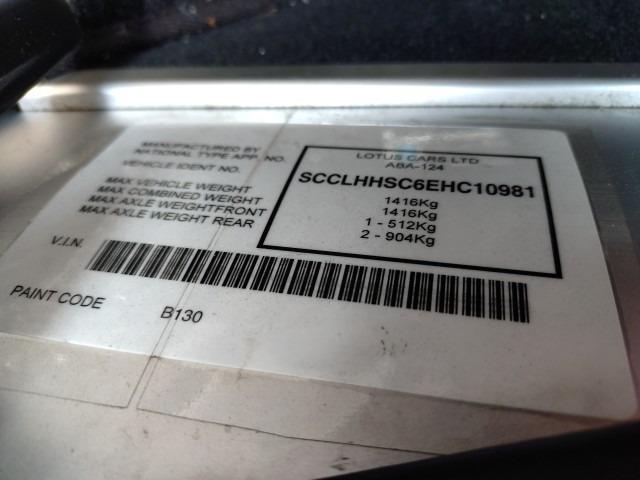 MANUFACTURED BY LOTUS CARS LTD
NATIONAL TYPE APP. NO. ABA-124
VEHICLE IDENT NO. SCCLHHSC6EHC10981
MAX VEHICLE WEIGHT 1416Kg
MAX COMBINED WEIGHT 1416Kg
MAX AXLE WEIGHTFRONT 1 - 512Kg
MAX AXLE WEIGHT REAR 2 - 904Kg
V.I.N.
PAINT CODE B130